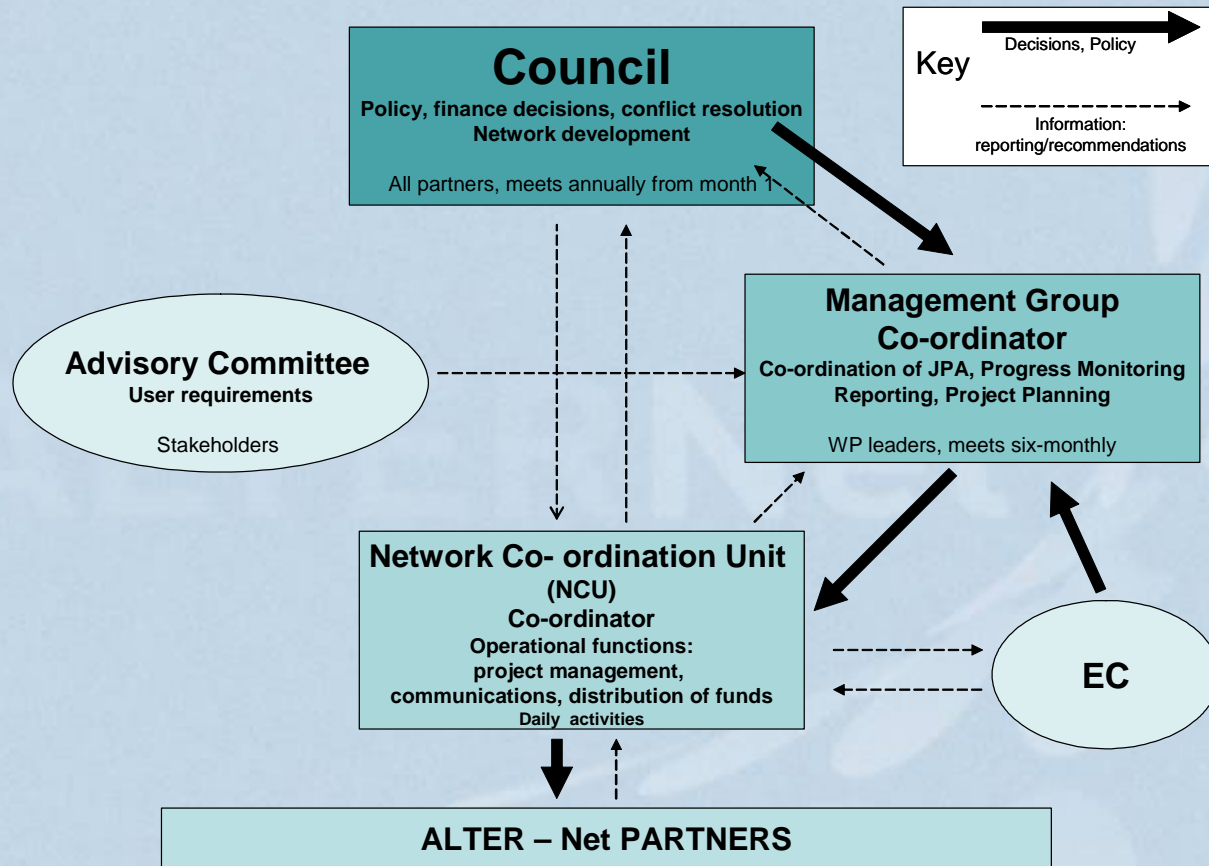 Council
Policy, finance decisions, conflict resolution
Network development
All partners, meets annually from month 1
Key
Decisions, Policy
Information:
reporting/recommendations
Advisory Committee
User requirements
Stakeholders
Management Group
Co-ordinator
Co-ordination of JPA, Progress Monitoring
Reporting, Project Planning
WP leaders, meets six-monthly
Network Co- ordination Unit
(NCU)
Co-ordinator
Operational functions:
project management,
communications, distribution of funds
Daily activities
EC
ALTER – Net PARTNERS